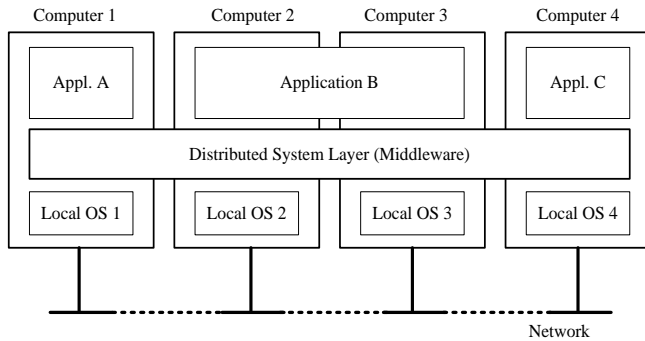 Computer 1
Computer 2
Computer 3
Computer 4
Appl. A
Application B
Appl. C
Distributed System Layer (Middleware)
Local OS 1
Local OS 2
Local OS 3
Local OS 4
Network